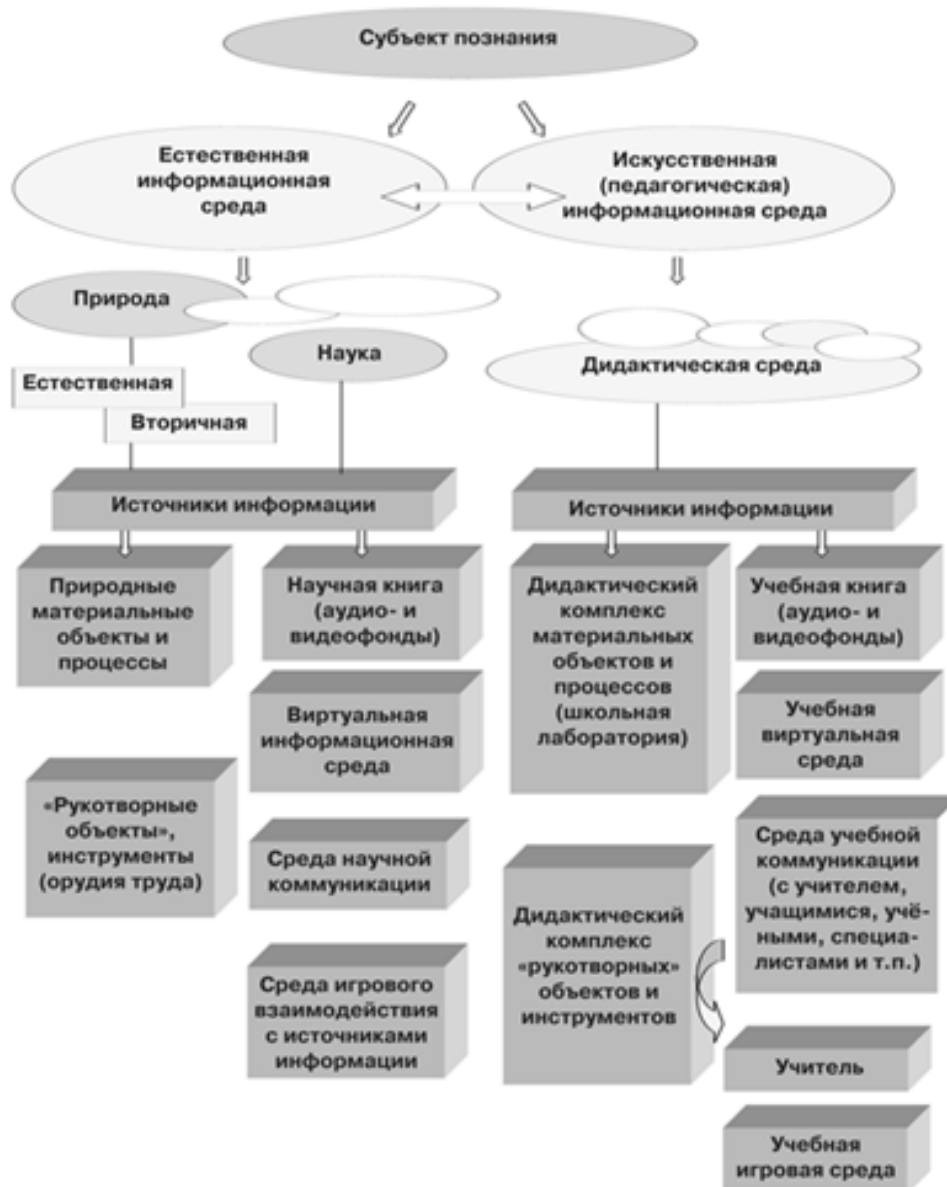 Субъект познания
Естественная
информационная
среда
Искусственная
(педагогическая)
информационная среда
Природа
Наука
Естественная
Вторичная
Дидактическая среда
Источники информации
Источники информации
Природные
материальные
объекты и
процессы
Научная книга
(аудио- и
видеофонды)
Дидактический
комплекс
материальных
объектов и
процессов
(школьная
лаборатория)
Учебная книга
(аудио- и
видеофонды)
Виртуальная
информационная
среда
Учебная
виртуальная
среда
«Рукотворные
объекты»,
инструменты
(орудия труда)
Среда научной
коммуникации
Среда учебной
коммуникации
(с учителем,
учащимися, учё-
ными, специа-
листами и т.п.)
Дидактический
комплекс
«рукотворных»
объектов и
инструментов
Среда игрового
взаимодействия
с источниками
информации
Учитель
Учебная
игровая среда